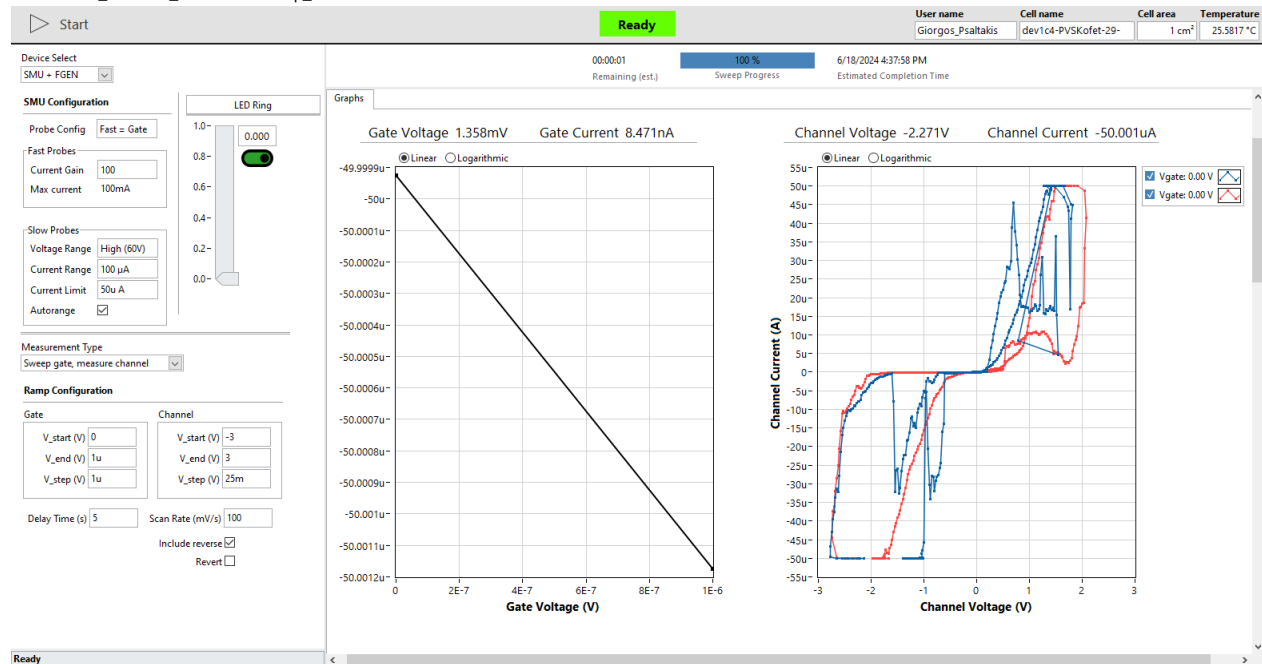 Start
Ready
User name
Cell name
Cell area
Temperature
Giorgos_Psaltakis
dev1c4-PVSKofet-29-
1 cm²
25.5817 °C
Device Select
SMU + FGEN
00:00:01
100 %
6/18/2024 4:37:58 PM
Remaining (est.)
Sweep Progress
Estimated Completion Time
SMU Configuration
LED Ring
Probe Config
Fast = Gate
Fast Probes
Current Gain
100
Max current
100mA
Slow Probes
Voltage Range
High (60V)
Current Range
100 µA
Current Limit
50u A
Autorange
1.0
0.8
0.6
0.4
0.2
0.0
0.000
Measurement Type
Sweep gate, measure channel
Ramp Configuration
Gate
Channel
V_start (V)
0
V_start (V)
-3
V_end (V)
1u
V_end (V)
3
V_step (V)
1u
V_step (V)
25m
Delay Time (s)
5
Scan Rate (mV/s)
100
Include reverse
Revert
Ready
Graphs
Gate Voltage 1.358mV
Gate Current 8.471nA
Linear
Logarithmic
-49.9999u
-50u
-50.0001u
-50.0002u
-50.0003u
-50.0004u
-50.0005u
-50.0006u
-50.0007u
-50.0008u
-50.0009u
-50.001u
-50.0011u
-50.0012u
0
2E-7
4E-7
6E-7
8E-7
1E-6
Gate Voltage (V)
Channel Voltage -2.271V
Channel Current -50.001uA
Linear
Logarithmic
Channel Current (A)
55u
50u
45u
40u
35u
30u
25u
20u
15u
10u
5u
0
-5u
-10u
-15u
-20u
-25u
-30u
-35u
-40u
-45u
-50u
-55u
-3
-2
-1
0
1
2
3
Channel Voltage (V)
Vgate: 0.00 V
Vgate: 0.00 V